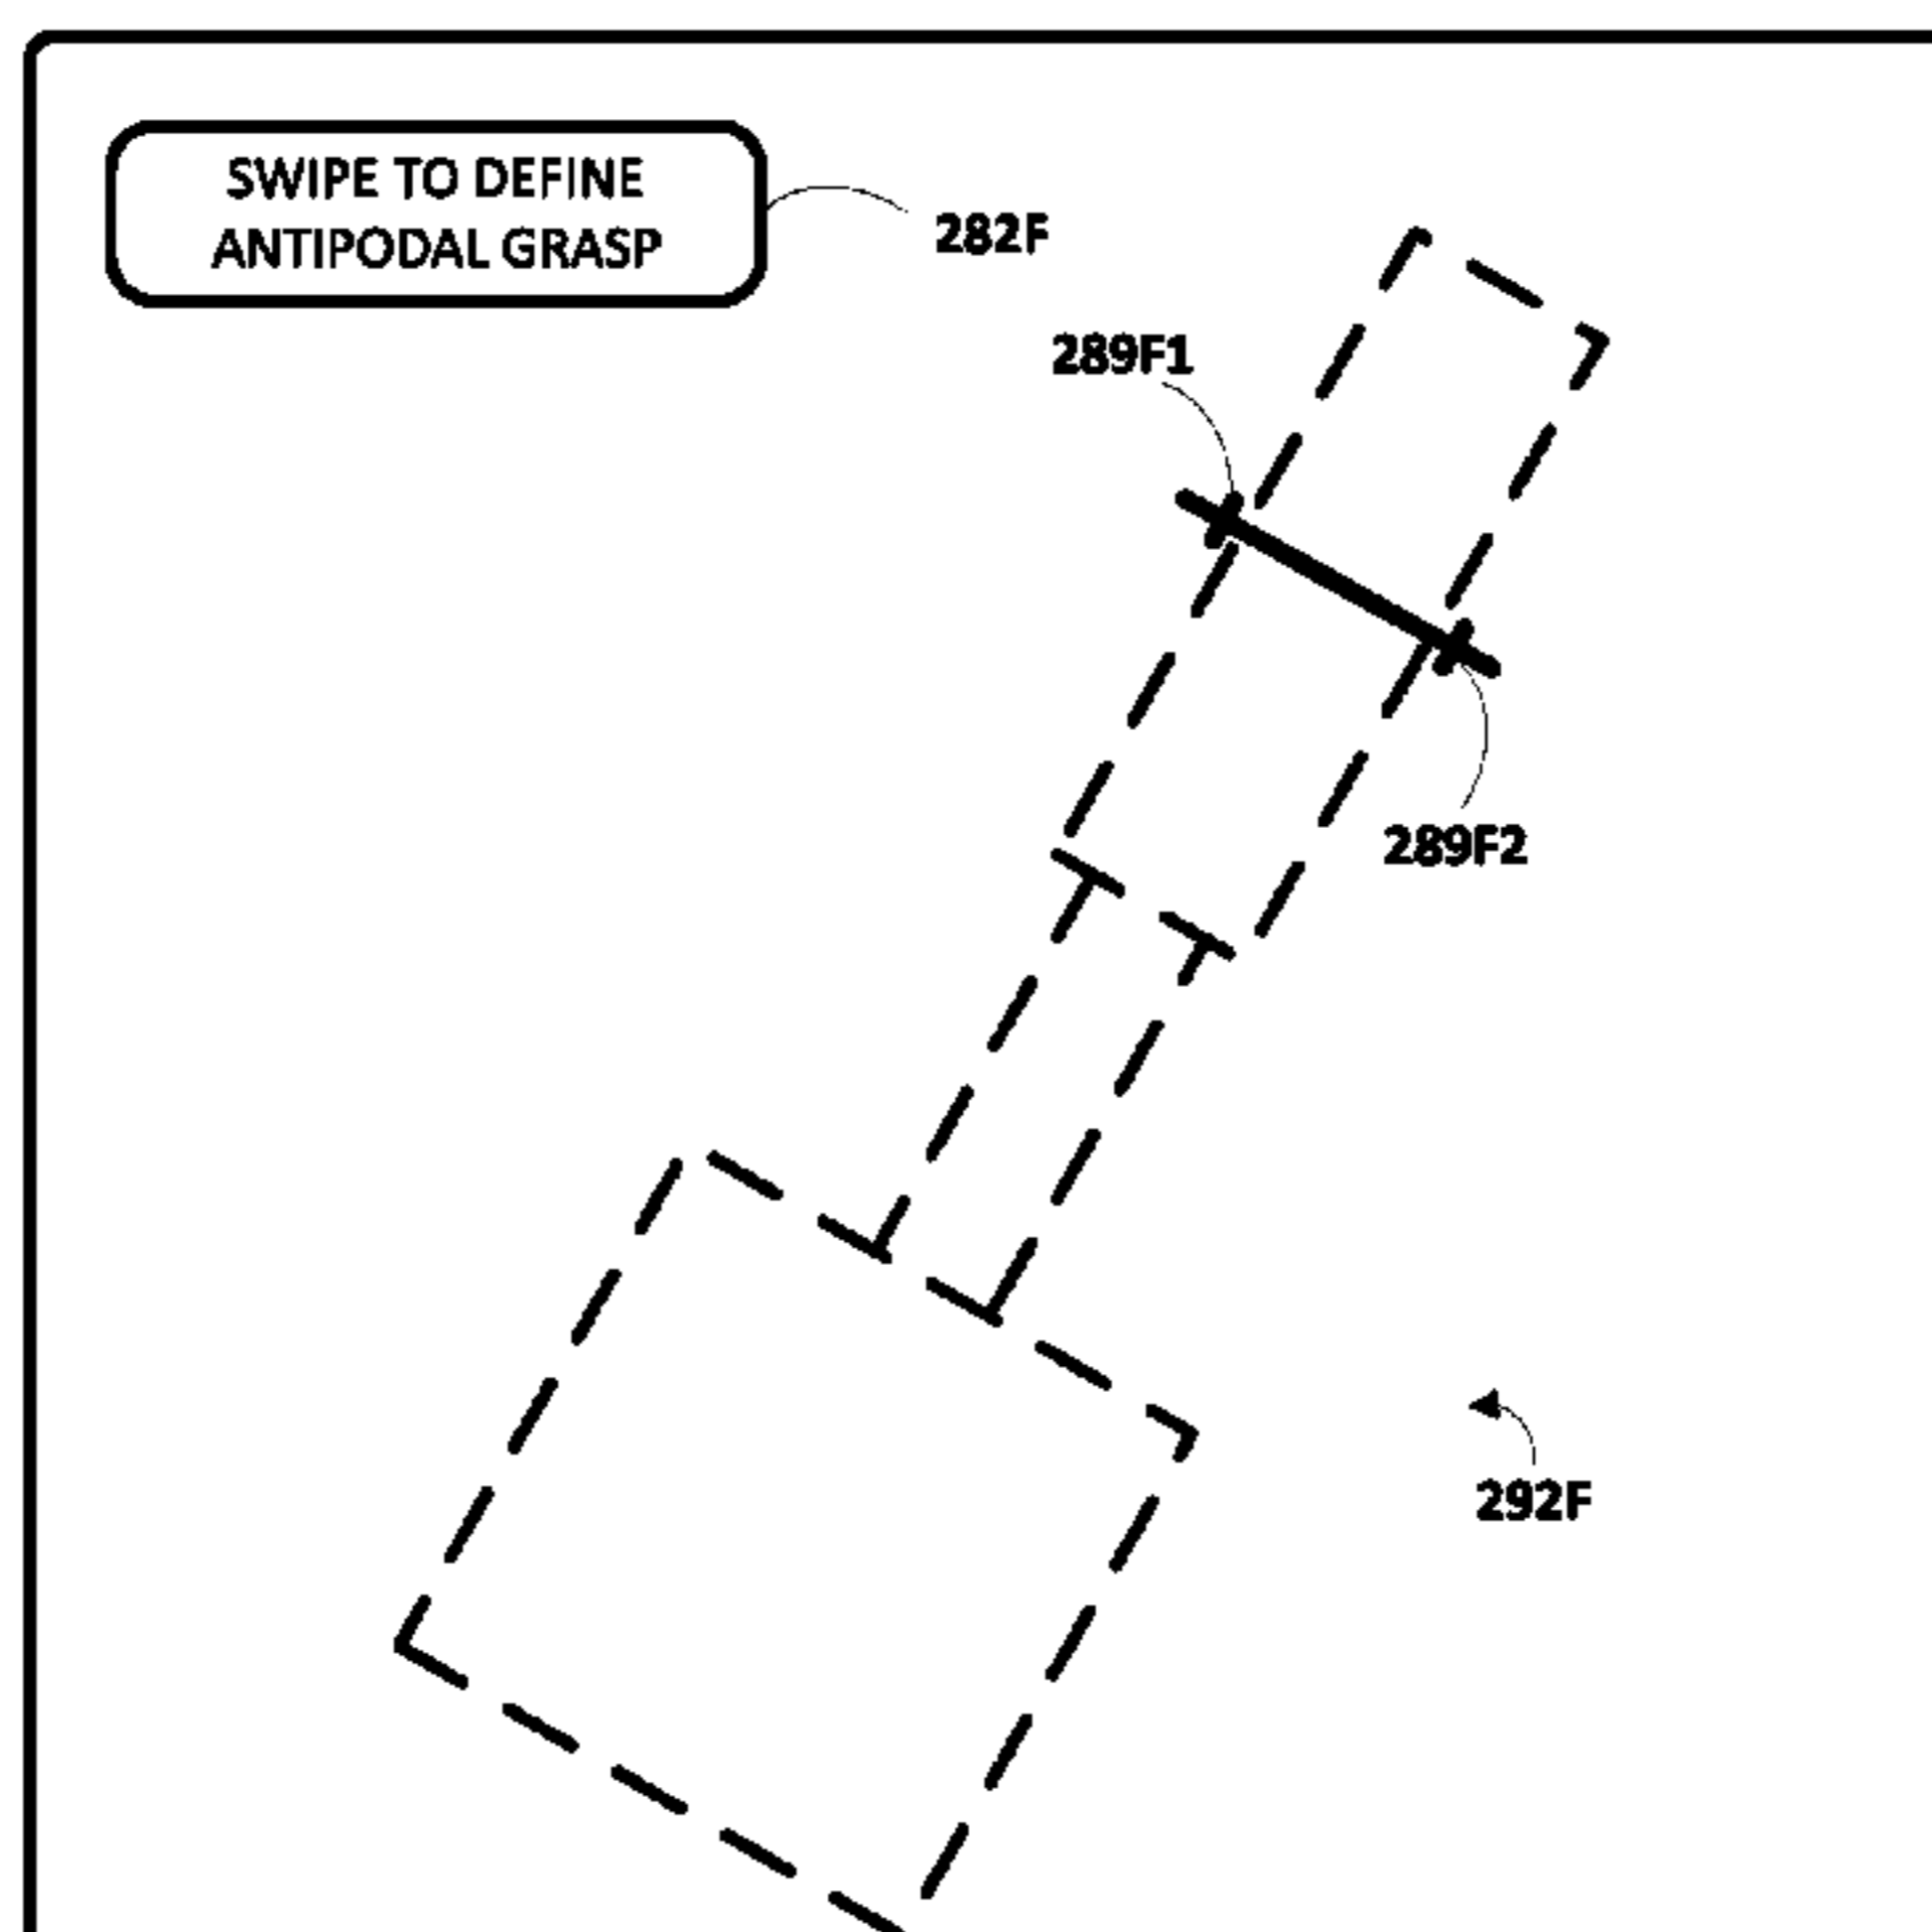 SWIPE TO DEFINE
ANTIPODAL GRASP
282F
289F1
289F2
292F